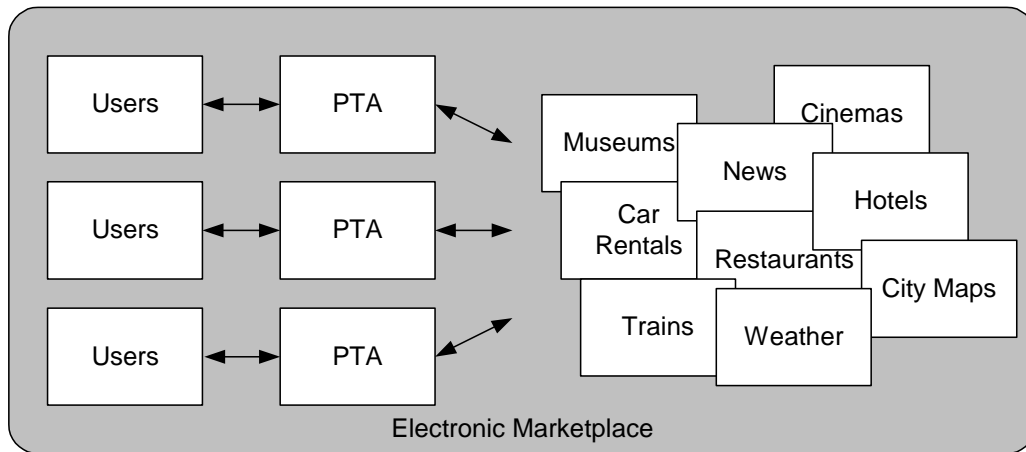 Users
PTA
Users
PTA
Users
PTA
Museums
Cinemas
News
Hotels
Car
Rentals
Restaurants
City Maps
Trains
Weather
Electronic Marketplace